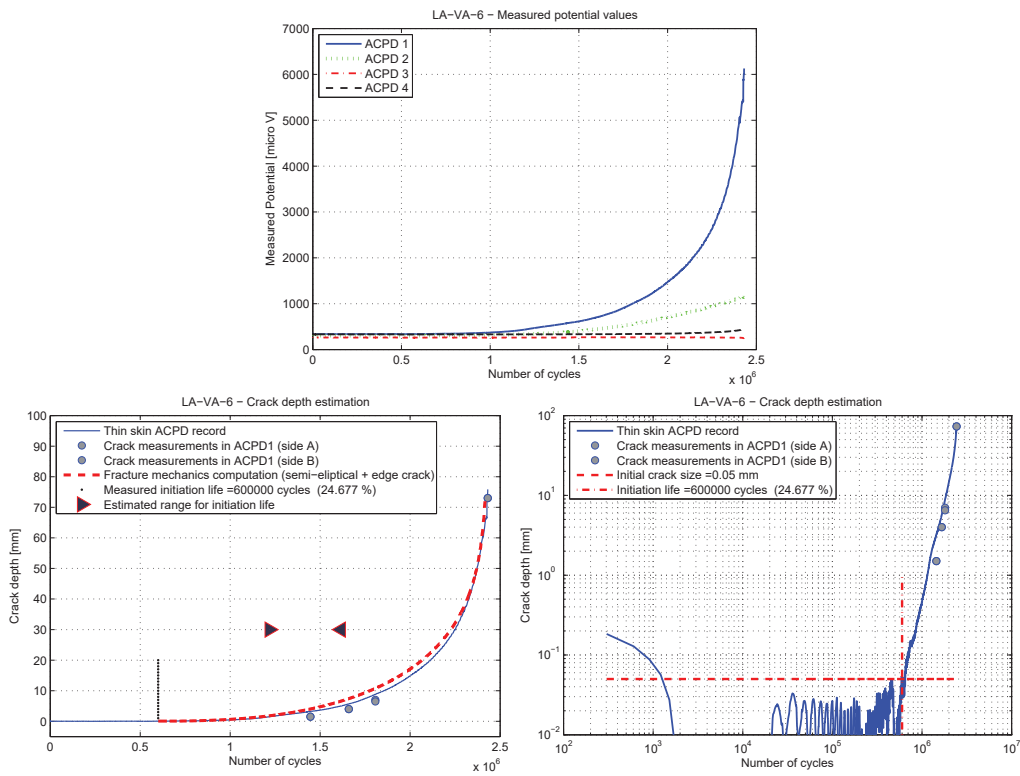 LA−VA−6 − Measured potential values
7000
6000
5000
4000
3000
2000
1000
0
Measured Potential [micro V]
ACPD 1
ACPD 2
ACPD 3
ACPD 4
0 0.5 1 1.5 2 2.5
x 10^6
Number of cycles
LA−VA−6 − Crack depth estimation
100
90
80
70
60
50
40
30
20
10
0
Crack depth [mm]
Thin skin ACPD record
Crack measurements in ACPD1 (side A)
Crack measurements in ACPD1 (side B)
Fracture mechanics computation (semi−eliptical + edge crack)
Measured initiation life =600000 cycles (24.677 %)
Estimated range for initiation life
0 0.5 1 1.5 2 2.5
x 10^6
Number of cycles
LA−VA−6 − Crack depth estimation
10^2
10^1
10^0
10^−1
10^−2
Crack depth [mm]
Thin skin ACPD record
Crack measurements in ACPD1 (side A)
Crack measurements in ACPD1 (side B)
Initial crack size =0.05 mm
Initiation life =600000 cycles (24.677 %)
10^2 10^3 10^4 10^5 10^6 10^7
Number of cycles